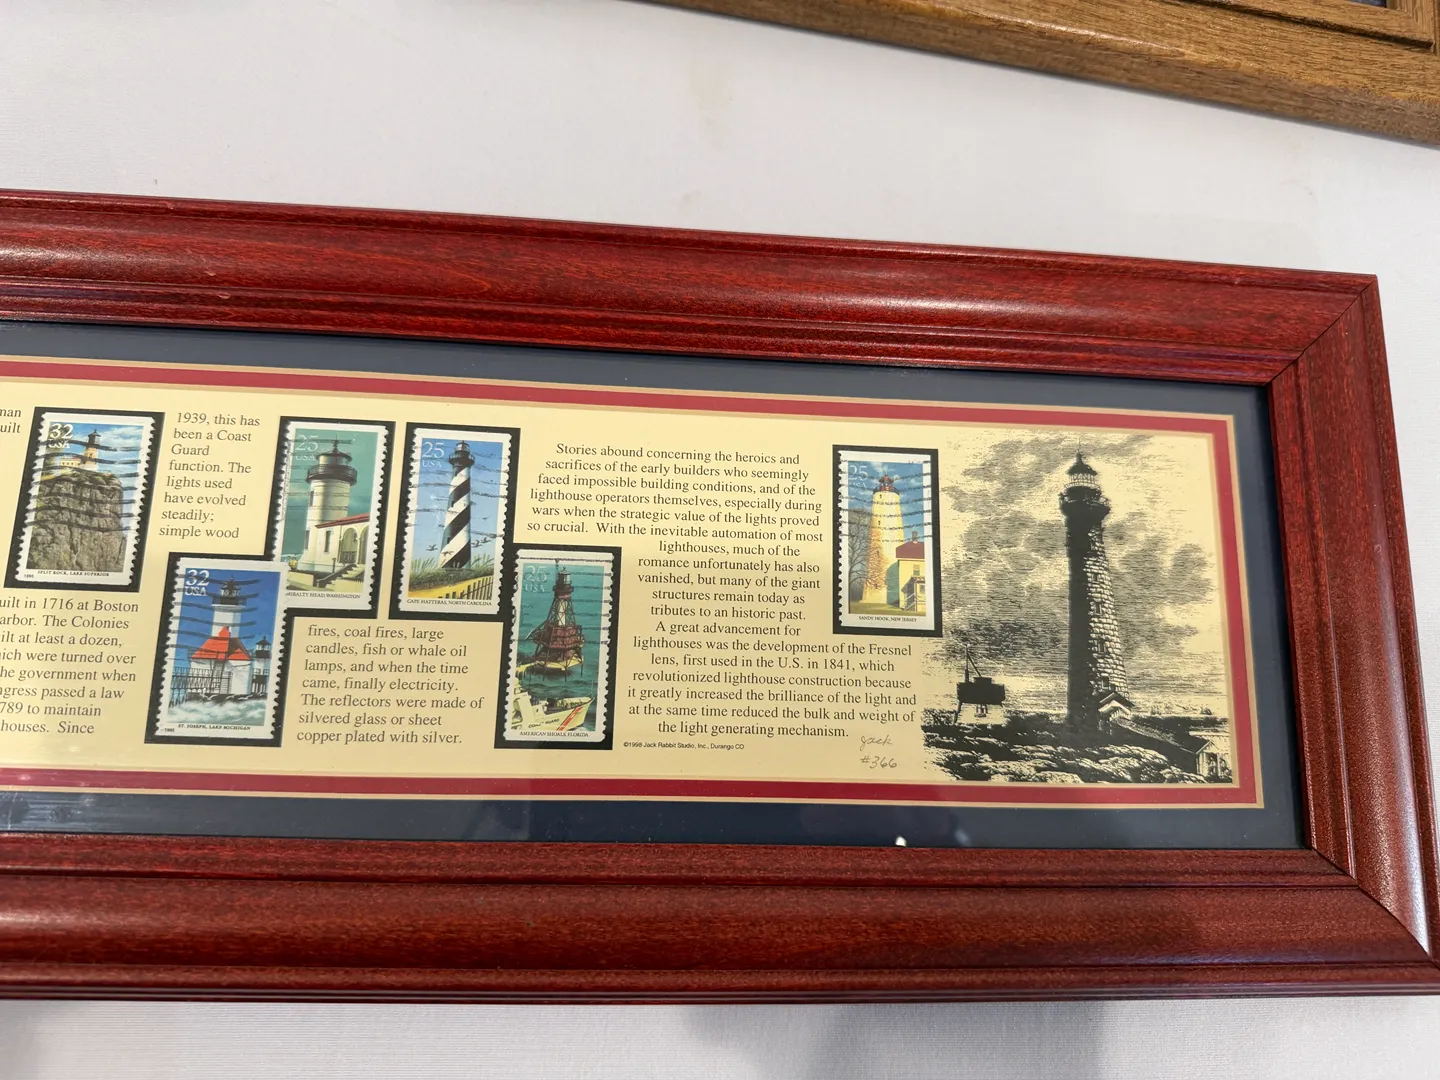 man
uilt
32
USA
SPLIT ROCK, LAKE SUPERIOR
1995
uilt in 1716 at Boston
arbor. The Colonies
ilt at least a dozen,
ich were turned over
he government when
ngress passed a law
789 to maintain
houses. Since
1939, this has
been a Coast
Guard
function. The
lights used
have evolved
steadily;
simple wood
32
USA
ST. JOSEPH, LAKE MICHIGAN
1995
25
USA
MIRALTY HEAD, WASHINGTON
fires, coal fires, large
candles, fish or whale oil
lamps, and when the time
came, finally electricity.
The reflectors were made of
silvered glass or sheet
copper plated with silver.
25
USA
CAPE HATTERAS, NORTH CAROLINA
25
USA
COAST GUARD
AMERICAN SHOALS, FLORIDA
Stories abound concerning the heroics and
sacrifices of the early builders who seemingly
faced impossible building conditions, and of the
lighthouse operators themselves, especially during
wars when the strategic value of the lights proved
so crucial. With the inevitable automation of most
lighthouses, much of the
romance unfortunately has also
vanished, but many of the giant
structures remain today as
tributes to an historic past.
A great advancement for
lighthouses was the development of the Fresnel
lens, first used in the U.S. in 1841, which
revolutionized lighthouse construction because
it greatly increased the brilliance of the light and
at the same time reduced the bulk and weight of
the light generating mechanism.
©1998 Jack Rabbit Studio, Inc., Durango CO
Jack
#366
25
USA
SANDY HOOK, NEW JERSEY